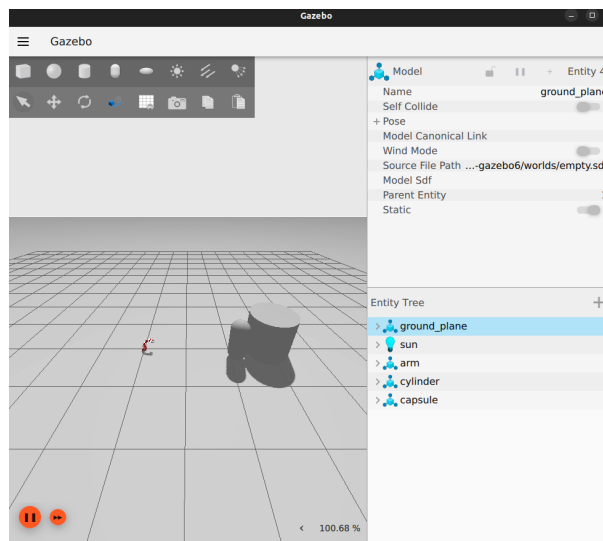 Gazebo
Gazebo
Model Entity 4
Name ground_plane
Self Collide
Pose
Model Canonical Link
Wind Mode
Source File Path ...-gazebo6/worlds/empty.sd
Model Sdf
Parent Entity
Static
Entity Tree
ground_plane
sun
arm
cylinder
capsule
100.68 %